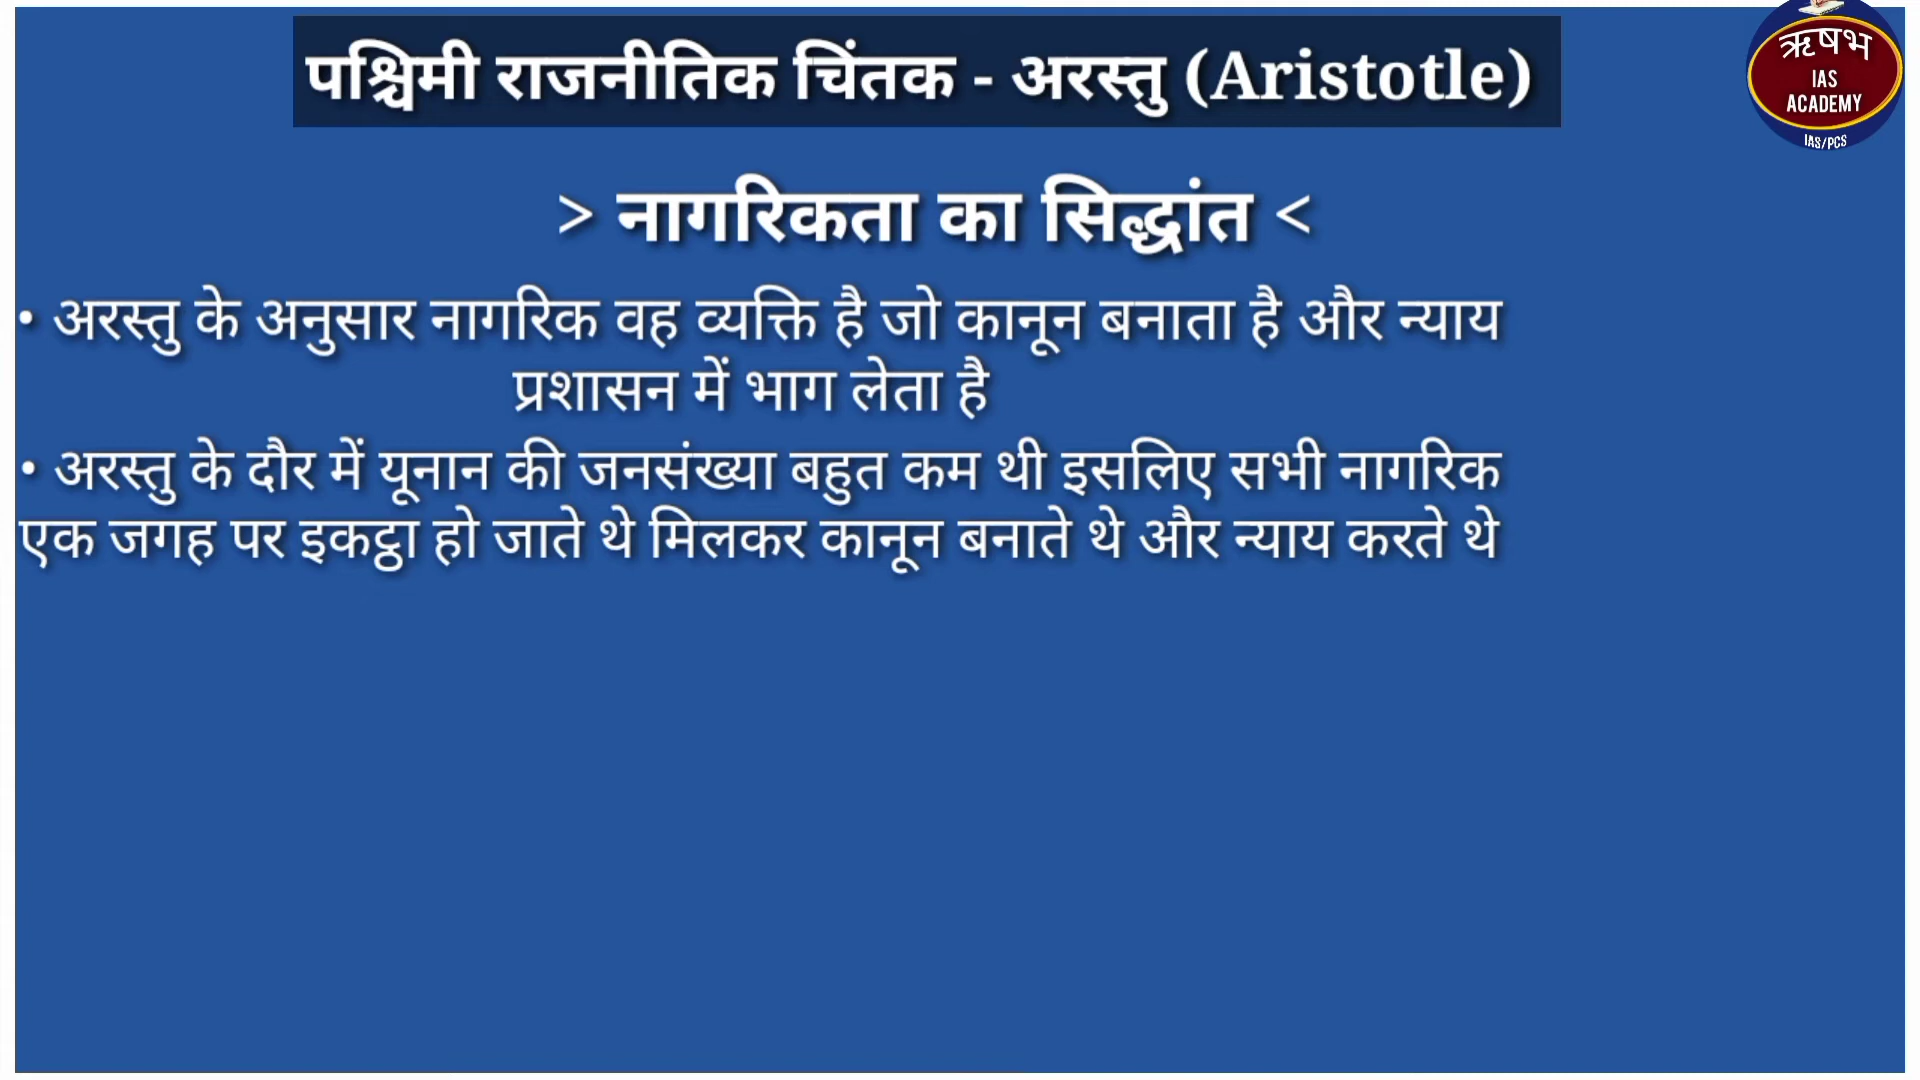 पश्चिमी राजनीतिक चिंतक - अरस्तु (Aristotle)
ऋषभ
IAS
ACADEMY
IAS/PCS
> नागरिकता का सिद्धांत <
• अरस्तु के अनुसार नागरिक वह व्यक्ति है जो कानून बनाता है और न्याय
प्रशासन में भाग लेता है
• अरस्तु के दौर में यूनान की जनसंख्या बहुत कम थी इसलिए सभी नागरिक
एक जगह पर इकट्ठा हो जाते थे मिलकर कानून बनाते थे और न्याय करते थे